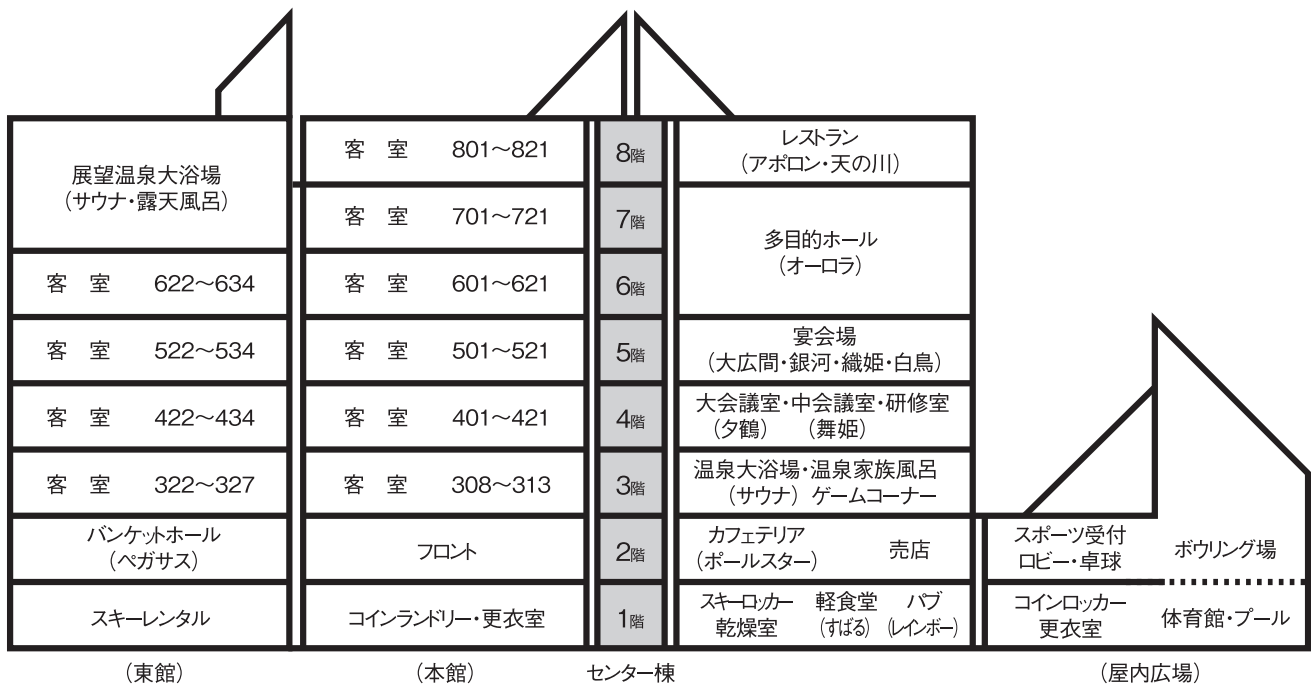 展望温泉大浴場
(サウナ・露天風呂)
客室 801～821
8階
レストラン
(アポロン・天の川)
客室 701～721
7階
多目的ホール
(オーロラ)
客室 622～634
客室 601～621
6階
客室 522～534
客室 501～521
5階
宴会場
(大広間・銀河・織姫・白鳥)
客室 422～434
客室 401～421
4階
大会議室・中会議室・研修室
(夕鶴) (舞姫)
客室 322～327
客室 308～313
3階
温泉大浴場・温泉家族風呂
(サウナ) ゲームコーナー
バンケットホール
(ペガサス)
フロント
2階
カフェテリア
(ポールスター)
売店
スポーツ受付
ロビー・卓球
ボウリング場
スキーレンタル
コインランドリー・更衣室
1階
スキーロッカー
乾燥室
軽食堂
(すばる)
パブ
(レインボー)
コインロッカー
更衣室
体育館・プール
(東館)
(本館)
センター棟
(屋内広場)